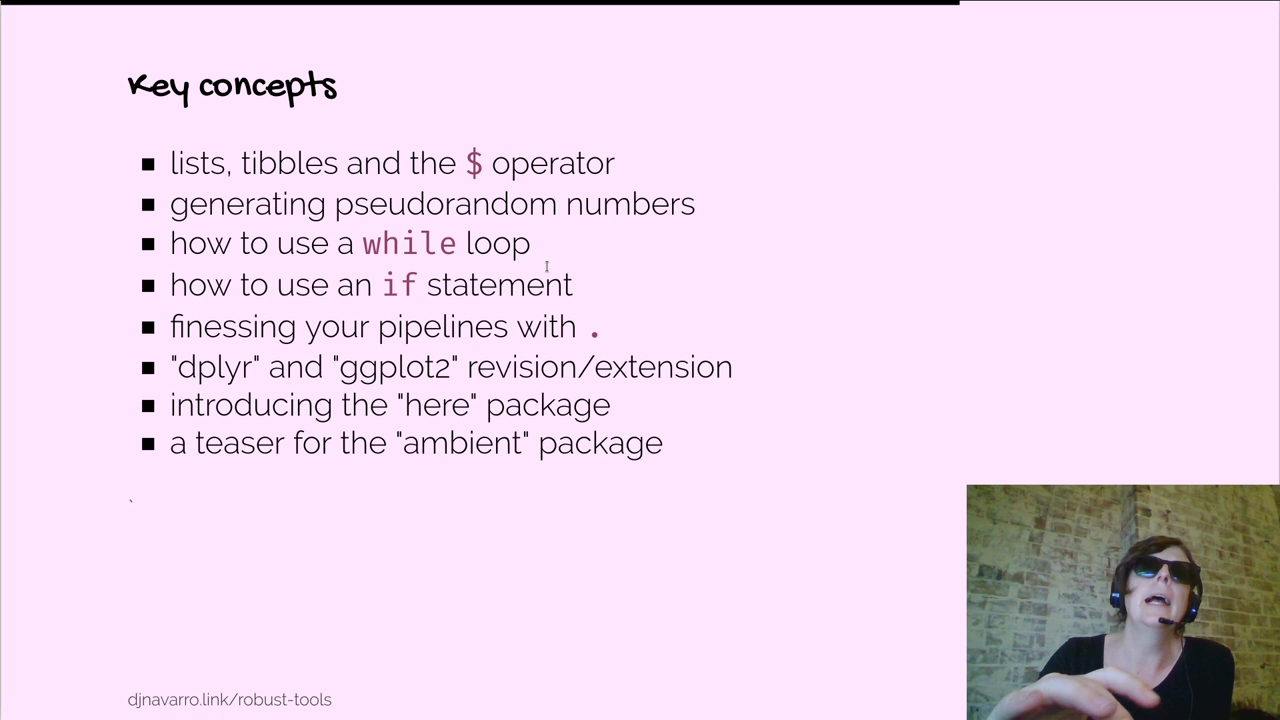 Key concepts
▪ lists, tibbles and the $ operator
▪ generating pseudorandom numbers
▪ how to use a while loop
▪ how to use an if statement
▪ finessing your pipelines with .
▪ "dplyr" and "ggplot2" revision/extension
▪ introducing the "here" package
▪ a teaser for the "ambient" package
`
djnavarro.link/robust-tools